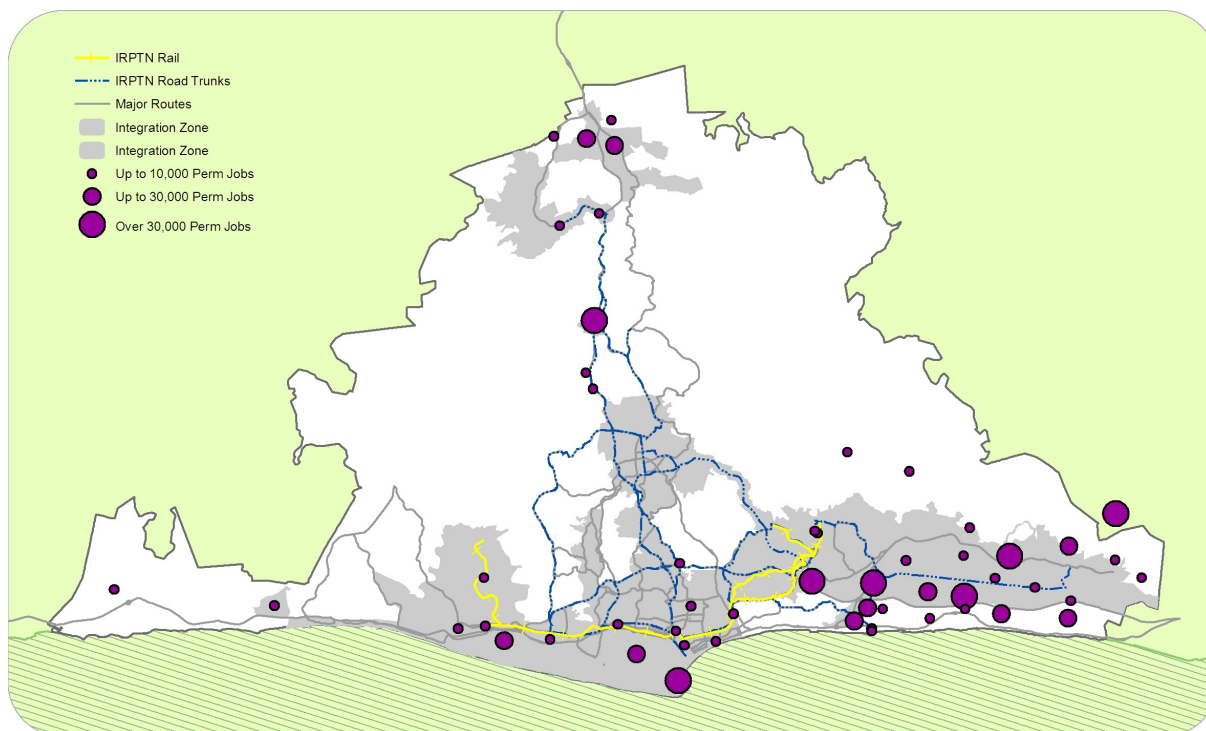 IRPTN Rail
IRPTN Road Trunks
Major Routes
Integration Zone
Integration Zone
Up to 10,000 Perm Jobs
Up to 30,000 Perm Jobs
Over 30,000 Perm Jobs